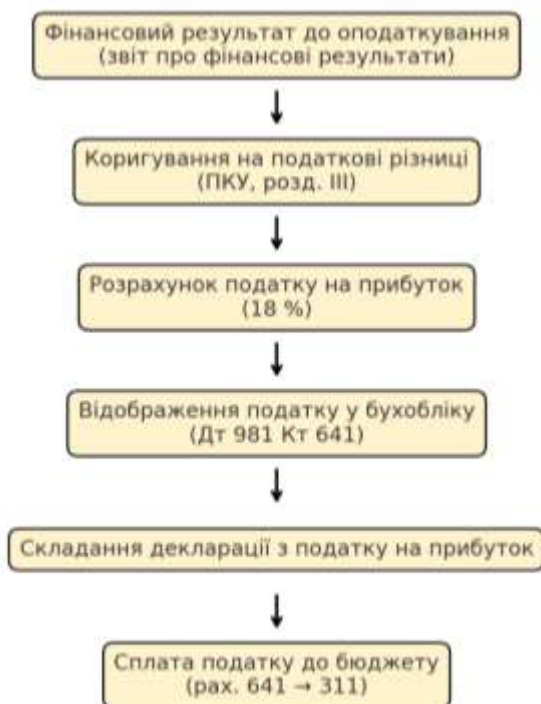 Фінансовий результат до оподаткування
(звіт про фінансові результати)
Коригування на податкові різниці
(ПКУ, розд. III)
Розрахунок податку на прибуток
(18 %)
Відображення податку у бухобліку
(Дт 981 Кт 641)
Складання декларації з податку на прибуток
Сплата податку до бюджету
(рах. 641 → 311)